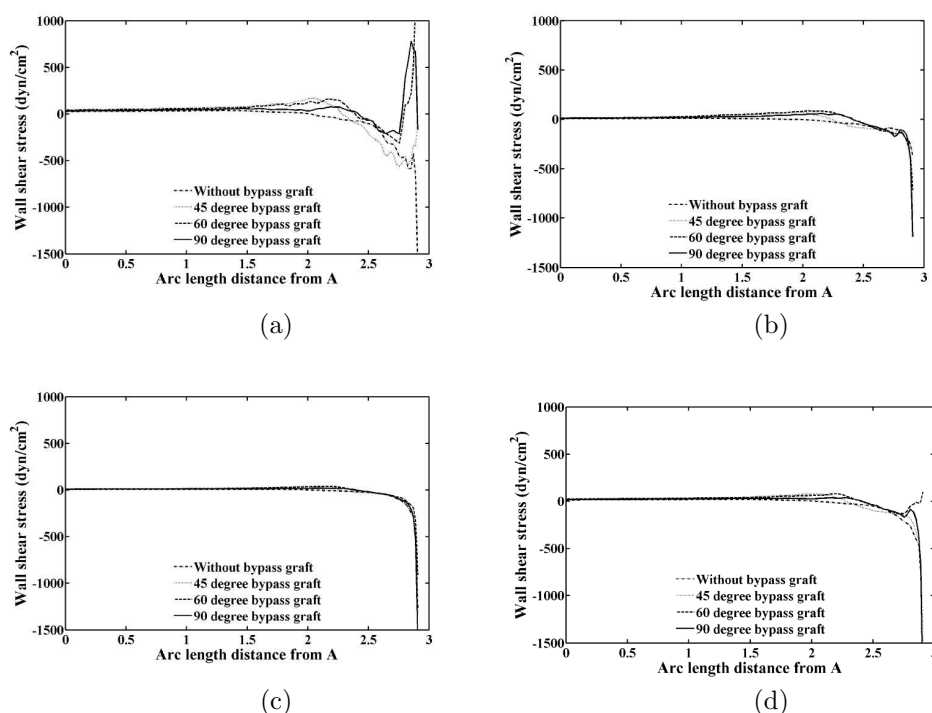 1000
500
0
-500
-1000
-1500
Wall shear stress (dyn/cm²)
Without bypass graft
45 degree bypass graft
60 degree bypass graft
90 degree bypass graft
0 0.5 1 1.5 2 2.5 3
Arc length distance from A
(a)
1000
500
0
-500
-1000
-1500
Wall shear stress (dyn/cm²)
Without bypass graft
45 degree bypass graft
60 degree bypass graft
90 degree bypass graft
0 0.5 1 1.5 2 2.5 3
Arc length distance from A
(b)
1000
500
0
-500
-1000
-1500
Wall shear stress (dyn/cm²)
Without bypass graft
45 degree bypass graft
60 degree bypass graft
90 degree bypass graft
0 0.5 1 1.5 2 2.5 3
Arc length distance from A
(c)
1000
500
0
-500
-1000
-1500
Wall shear stress (dyn/cm²)
Without bypass graft
45 degree bypass graft
60 degree bypass graft
90 degree bypass graft
0 0.5 1 1.5 2 2.5
Arc length distance from A
(d)